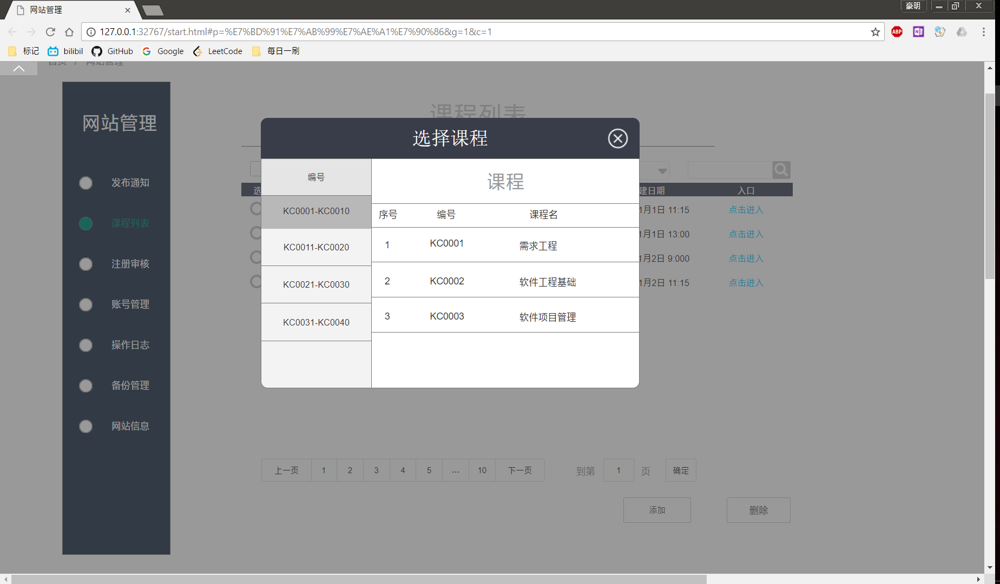 网站管理
豪明
127.0.0.1:32767/start.html#p=%E7%BD%91%E7%AB%99%E7%AE%A1%E7%90%86&g=1&c=1
ABP
N
标记 bilibil GitHub Google LeetCode 每日一刷
首页 / 网站管理
网站管理
发布通知
课程列表
注册审核
账号管理
操作日志
备份管理
网站信息
课程列表
选择课程
编号
KC0001-KC0010
KC0011-KC0020
KC0021-KC0030
KC0031-KC0040
课程
序号 编号 课程名
1 KC0001 需求工程
2 KC0002 软件工程基础
3 KC0003 软件项目管理
选 建日期 入口
1月1日 11:15 点击进入
1月1日 13:00 点击进入
1月2日 9:000 点击进入
1月2日 11:15 点击进入
上一页 1 2 3 4 5 ... 10 下一页 到第 1 页 确定
添加 删除